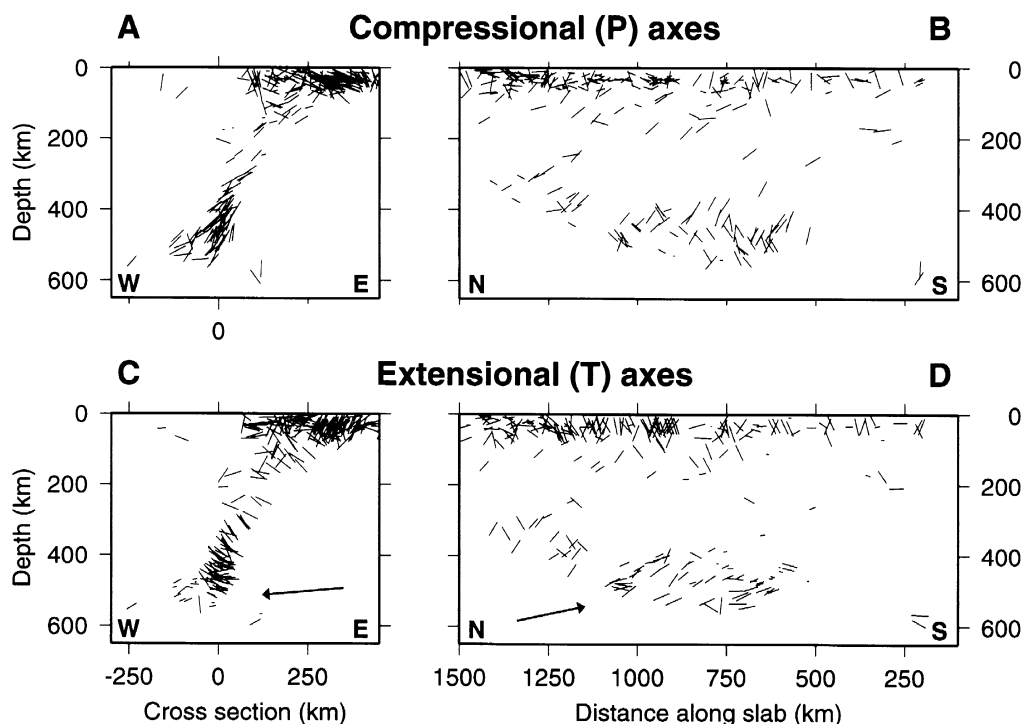 A Compressional (P) axes B
0 0
200 200
400 400
600 600
Depth (km)
W E N S
0
C Extensional (T) axes D
0 0
200 200
400 400
600 600
Depth (km)
W E N S
-250 0 250 1500 1250 1000 750 500 250
Cross section (km) Distance along slab (km)